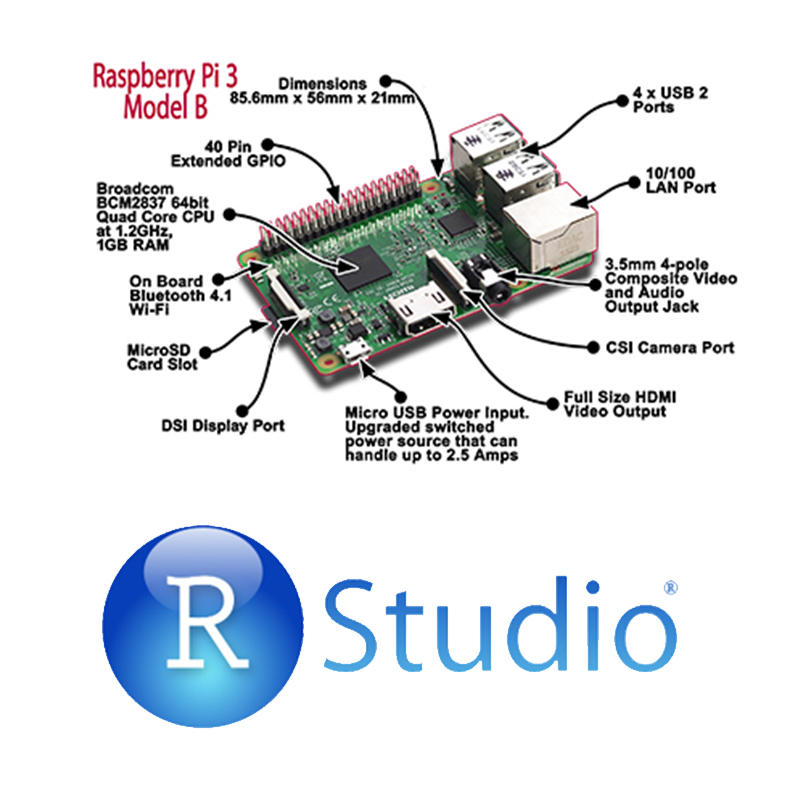 Raspberry Pi 3
Model B
Dimensions
85.6mm x 56mm x 21mm
4 x USB 2
Ports
40 Pin
Extended GPIO
10/100
LAN Port
Broadcom
BCM2837 64bit
Quad Core CPU
at 1.2GHz,
1GB RAM
3.5mm 4-pole
Composite Video
and Audio
Output Jack
On Board
Bluetooth 4.1
Wi-Fi
CSI Camera Port
MicroSD
Card Slot
Full Size HDMI
Video Output
DSI Display Port
Micro USB Power Input.
Upgraded switched
power source that can
handle up to 2.5 Amps
R Studio®